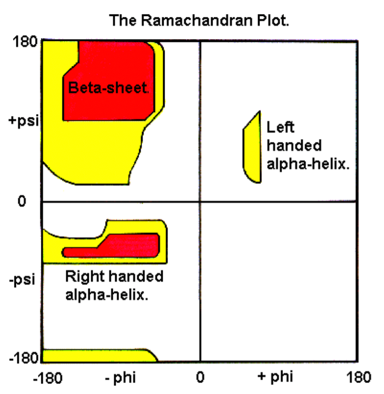 The Ramachandran Plot.
180
Beta-sheet.
+psi
Left
handed
alpha-helix.
0
-psi
Right handed
alpha-helix.
-180
-180
- phi
0
+ phi
180